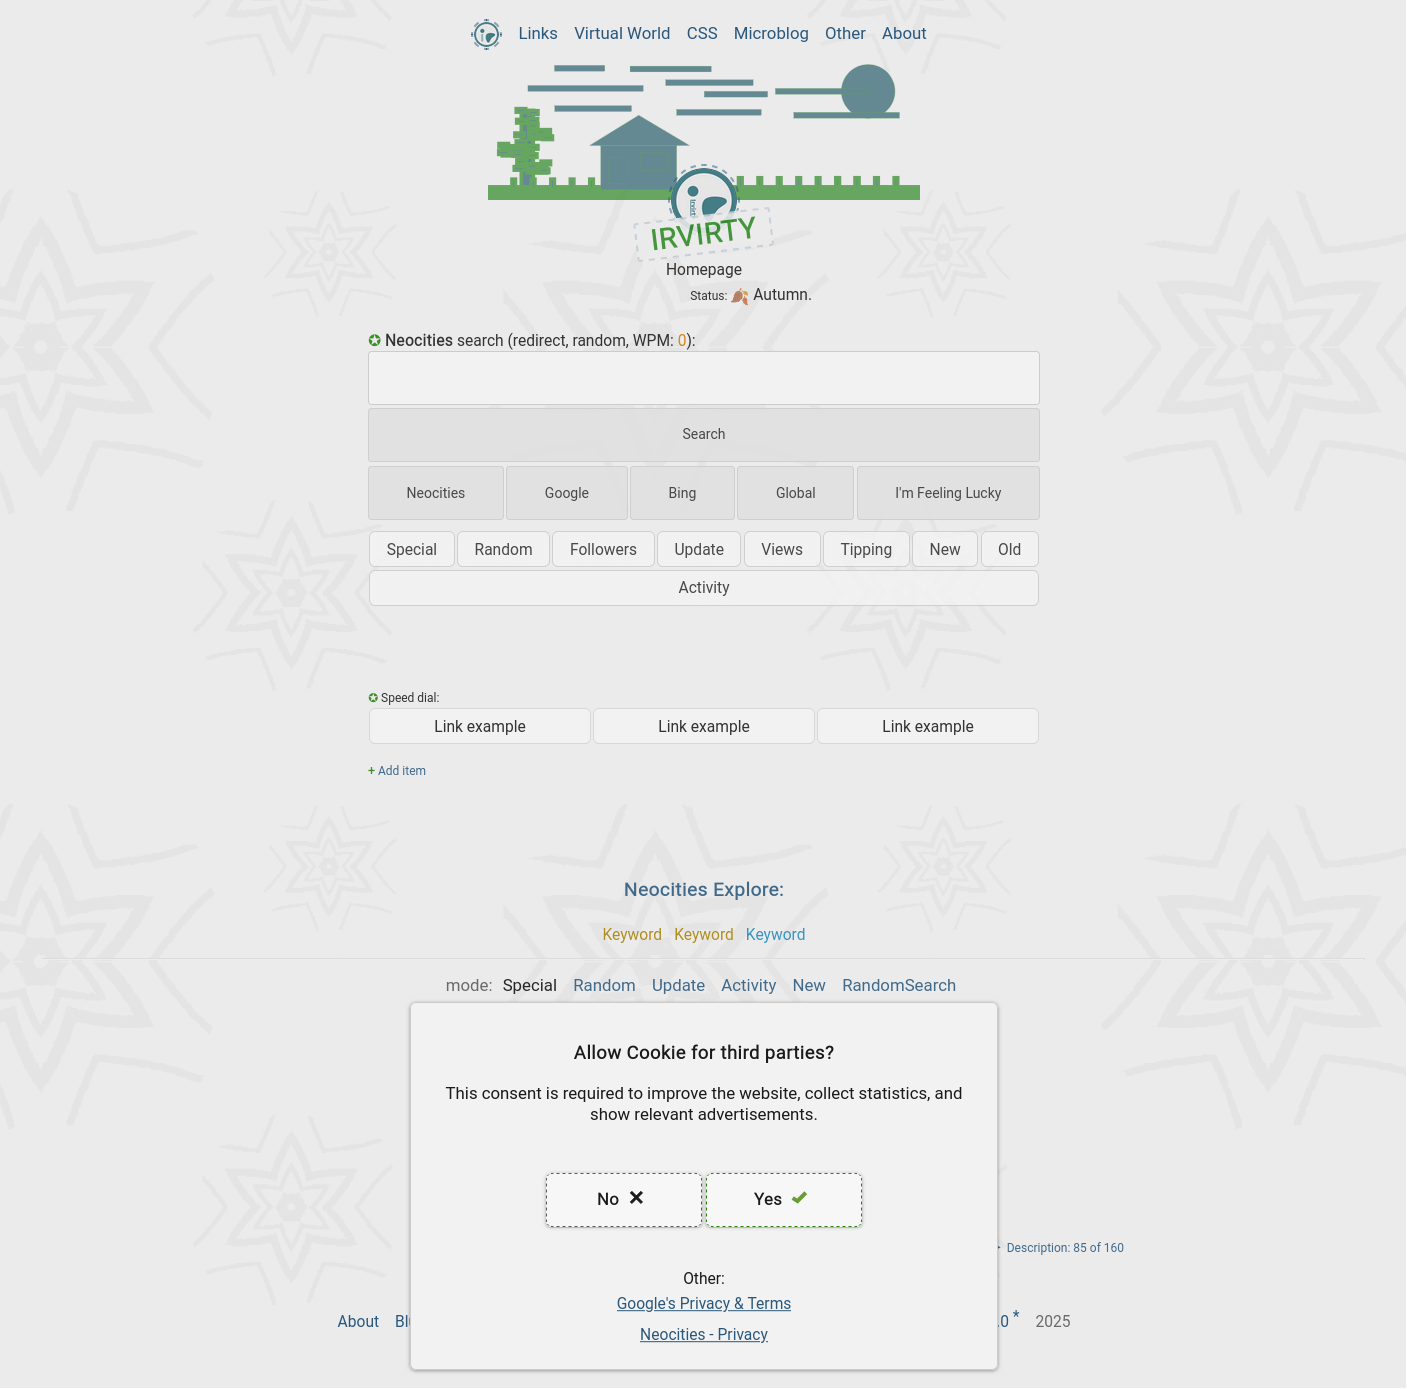 Links Virtual World CSS Microblog Other About
IRVIRTY
Homepage
Status: 🍂 Autumn.
✪ Neocities search (redirect, random, WPM: 0):
Search
Neocities Google Bing Global I'm Feeling Lucky
Special Random Followers Update Views Tipping New Old
Activity
✪ Speed dial:
Link example Link example Link example
+ Add item
Neocities Explore:
Keyword Keyword Keyword
mode: Special Random Update Activity New RandomSearch
Allow Cookie for third parties?
This consent is required to improve the website, collect statistics, and
show relevant advertisements.
No ✕ Yes ✓
Description: 85 of 160
Other:
Google's Privacy & Terms
About .0 * 2025
Neocities - Privacy